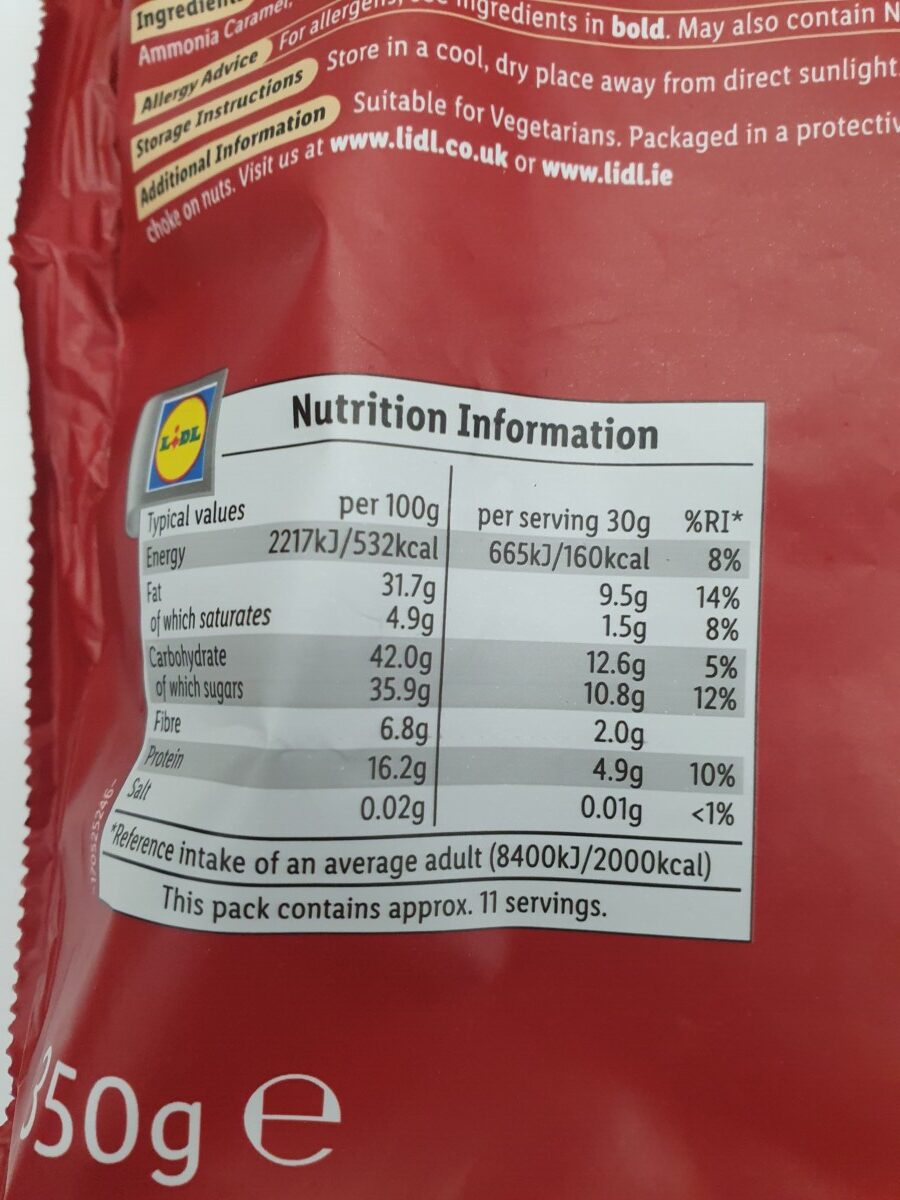 Ammonia Caramel,
Allergy Advice For allergens, ingredients in bold. May also contain
Storage Instructions Store in a cool, dry place away from direct sunlight.
Additional Information Suitable for Vegetarians. Packaged in a
choke on nuts. Visit us at www.lidl.co.uk or www.lidl.ie
LIDL
Nutrition Information
Typical values per 100g per serving 30g %RI*
Energy 2217kJ/532kcal 665kJ/160kcal 8%
Fat 31.7g 9.5g 14%
of which saturates 4.9g 1.5g 8%
Carbohydrate 42.0g 12.6g 5%
of which sugars 35.9g 10.8g 12%
Fibre 6.8g 2.0g
Protein 16.2g 4.9g 10%
Salt 0.02g 0.01g <1%
*Reference intake of an average adult (8400kJ/2000kcal)
This pack contains approx. 11 servings.
350g e